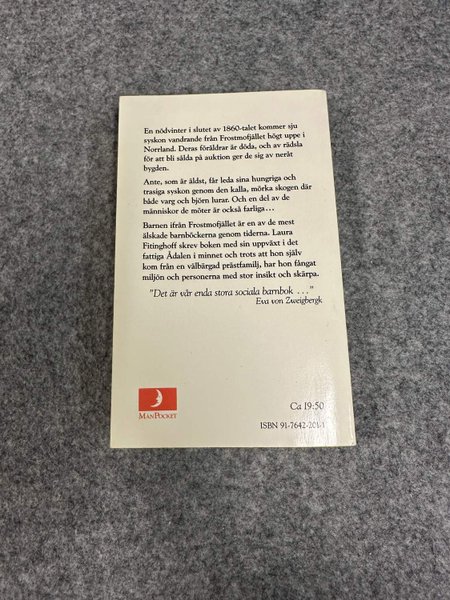 En nödvinter i slutet av 1860-talet kommer sju
syskon vandrande från Frostmofjället högt uppe i
Norrland. Deras föräldrar är döda, och av rädsla
för att bli sålda på auktion ger de sig av neråt
bygden.
Ante, som är äldst, får leda sina hungriga och
trasiga syskon genom den kalla, mörka skogen där
både varg och björn lurar. Och en del av de
människor de möter är också farliga...
Barnen ifrån Frostmofjället är en av de mest
älskade barnböckerna genom tiderna. Laura
Fitinghoff skrev boken med sin uppväxt i det
fattiga Ådalen i minnet och trots att hon själv
kom från en välbärgad prästfamilj, har hon fångat
miljön och personerna med stor insikt och skärpa.
"Det är vår enda stora sociala barnbok ..."
Eva von Zweigbergk
MÅNPOCKET
Ca 19:50
ISBN 91-7642-201-1